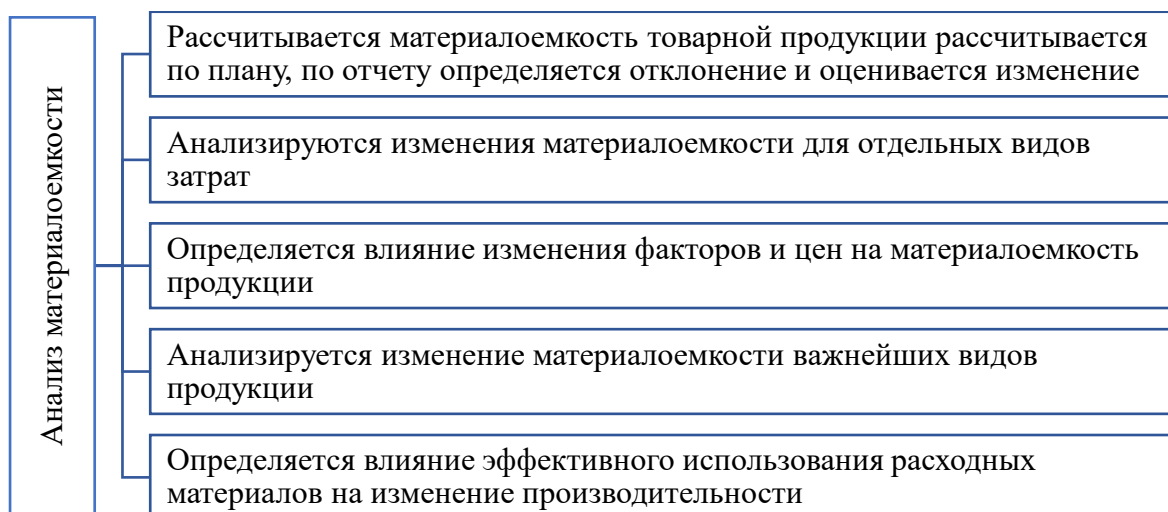 Анализ материалоемкости
Рассчитывается материалоемкость товарной продукции рассчитывается
по плану, по отчету определяется отклонение и оценивается изменение
Анализируются изменения материалоемкости для отдельных видов
затрат
Определяется влияние изменения факторов и цен на материалоемкость
продукции
Анализируется изменение материалоемкости важнейших видов
продукции
Определяется влияние эффективного использования расходных
материалов на изменение производительности